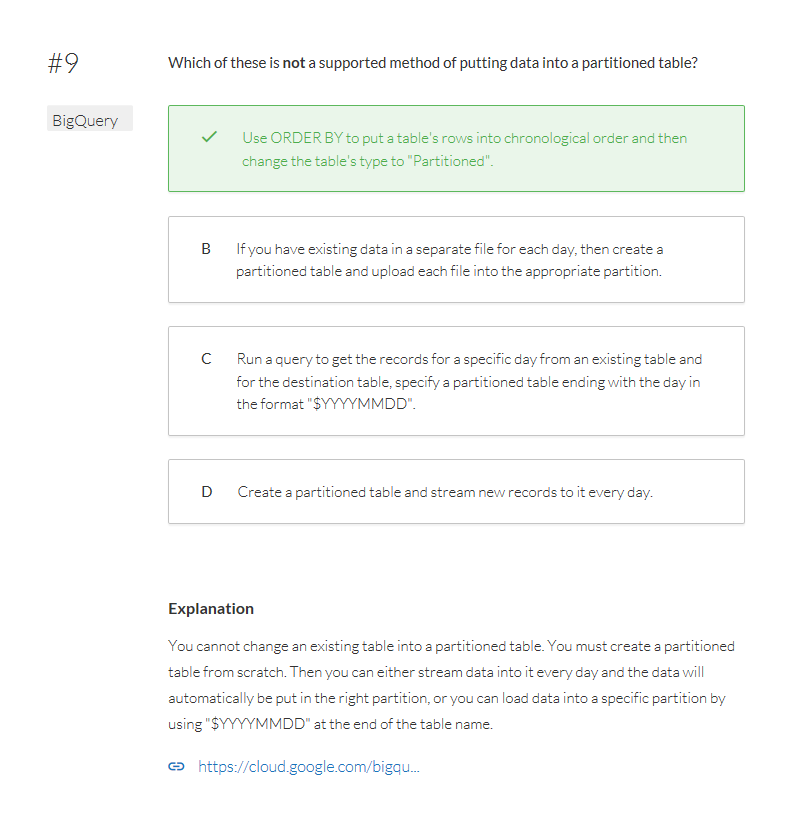 #9
Which of these is not a supported method of putting data into a partitioned table?
BigQuery
Use ORDER BY to put a table's rows into chronological order and then
change the table's type to "Partitioned".
B
If you have existing data in a separate file for each day, then create a
partitioned table and upload each file into the appropriate partition.
C
Run a query to get the records for a specific day from an existing table and
for the destination table, specify a partitioned table ending with the day in
the format "$YYYYMMDD".
D
Create a partitioned table and stream new records to it every day.
Explanation
You cannot change an existing table into a partitioned table. You must create a partitioned
table from scratch. Then you can either stream data into it every day and the data will
automatically be put in the right partition, or you can load data into a specific partition by
using "$YYYYMMDD" at the end of the table name.
https://cloud.google.com/bigqu...